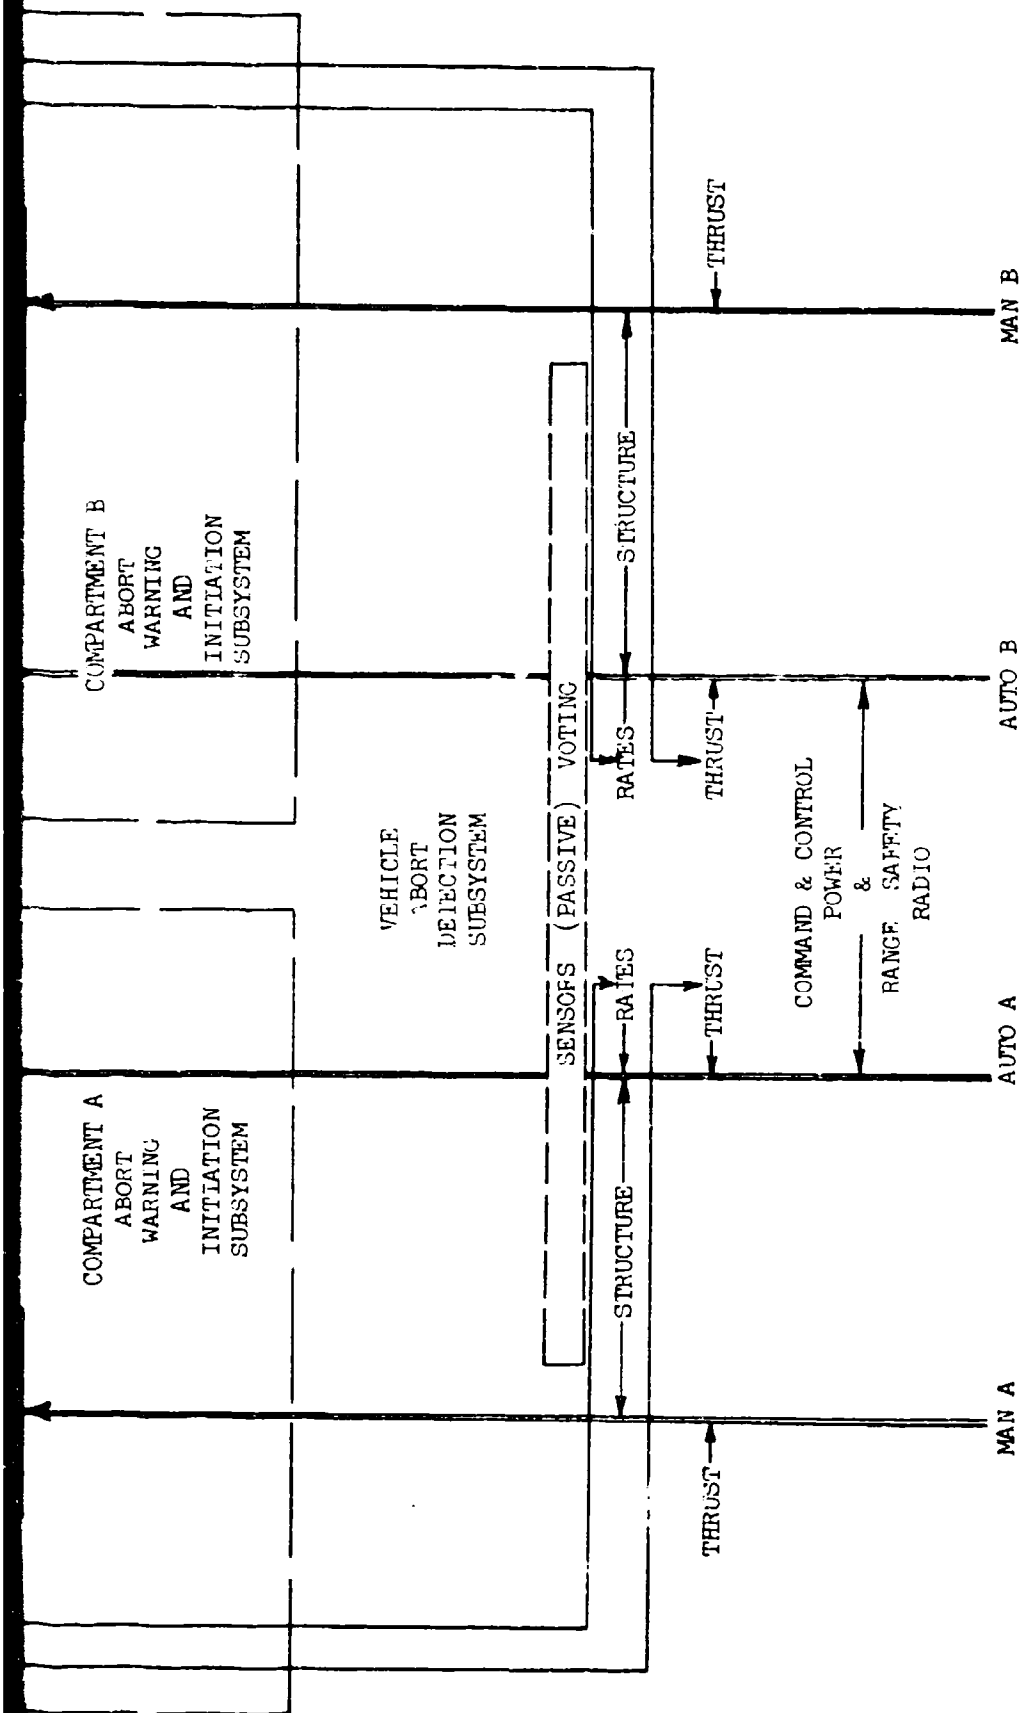 COMPARTMENT A
ABORT
WARNING
AND
INITIATION
SUBSYSTEM
COMPARTMENT B
ABORT
WARNING
AND
INITIATION
SUBSYSTEM
VEHICLE
ABORT
DETECTION
SUBSYSTEM
SENSORS (PASSIVE) VOTING
STRUCTURE
RATES
RATES
STRUCTURE
THRUST
THRUST
THRUST
THRUST
COMMAND & CONTROL
POWER
&
RANGE SAFETY
RADIO
MAN A
AUTO A
AUTO B
MAN B